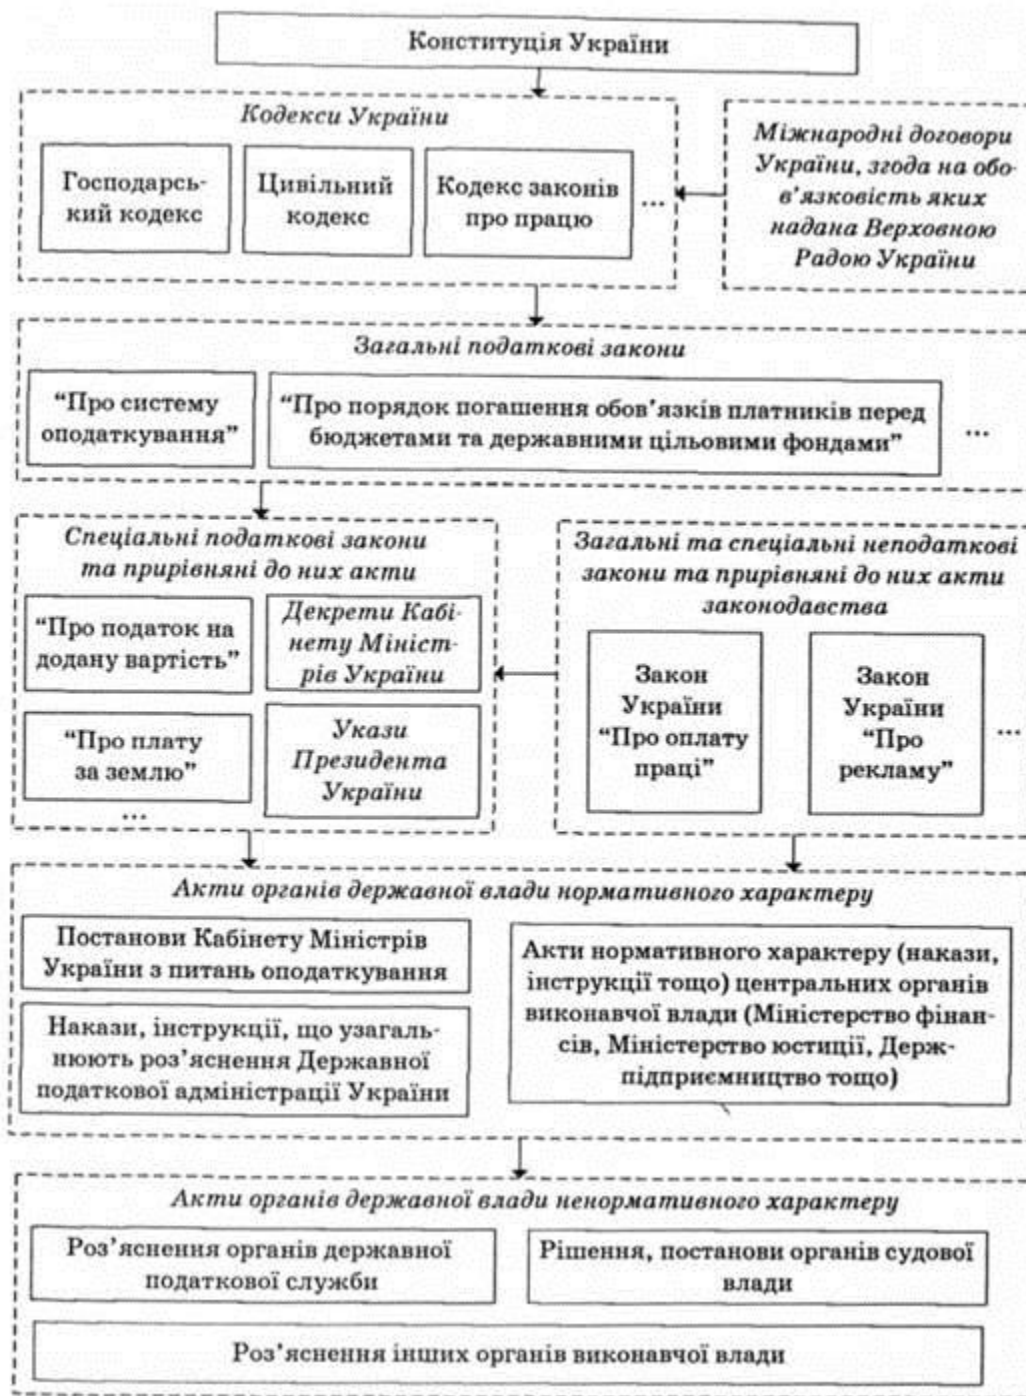 Конституція України
Кодекси України
Господарсь-
кий кодекс
Цивільний
кодекс
Кодекс законів
про працю
...
Міжнародні договори
України, згода на обо-
в’язковість яких
надана Верховною
Радою України
Загальні податкові закони
“Про систему
оподаткування”
“Про порядок погашення обов’язків платників перед
бюджетами та державними цільовими фондами”
...
Спеціальні податкові закони
та прирівняні до них акти
“Про податок на
додану вартість”
Декрети Кабі-
нету Мініст-
рів України
“Про плату
за землю”
...
Укази
Президента
України
Загальні та спеціальні неподаткові
закони та прирівняні до них акти
законодавства
Закон
України
“Про оплату
праці”
Закон
України
“Про
рекламу”
...
Акти органів державної влади нормативного характеру
Постанови Кабінету Міністрів
України з питань оподаткування
Накази, інструкції, що узагаль-
нюють роз’яснення Державної
податкової адміністрації України
Акти нормативного характеру (накази,
інструкції тощо) центральних органів
виконавчої влади (Міністерство фінан-
сів, Міністерство юстиції, Держ-
підприємництво тощо)
Акти органів державної влади ненормативного характеру
Роз’яснення органів державної
податкової служби
Рішення, постанови органів судової
влади
Роз’яснення інших органів виконавчої влади